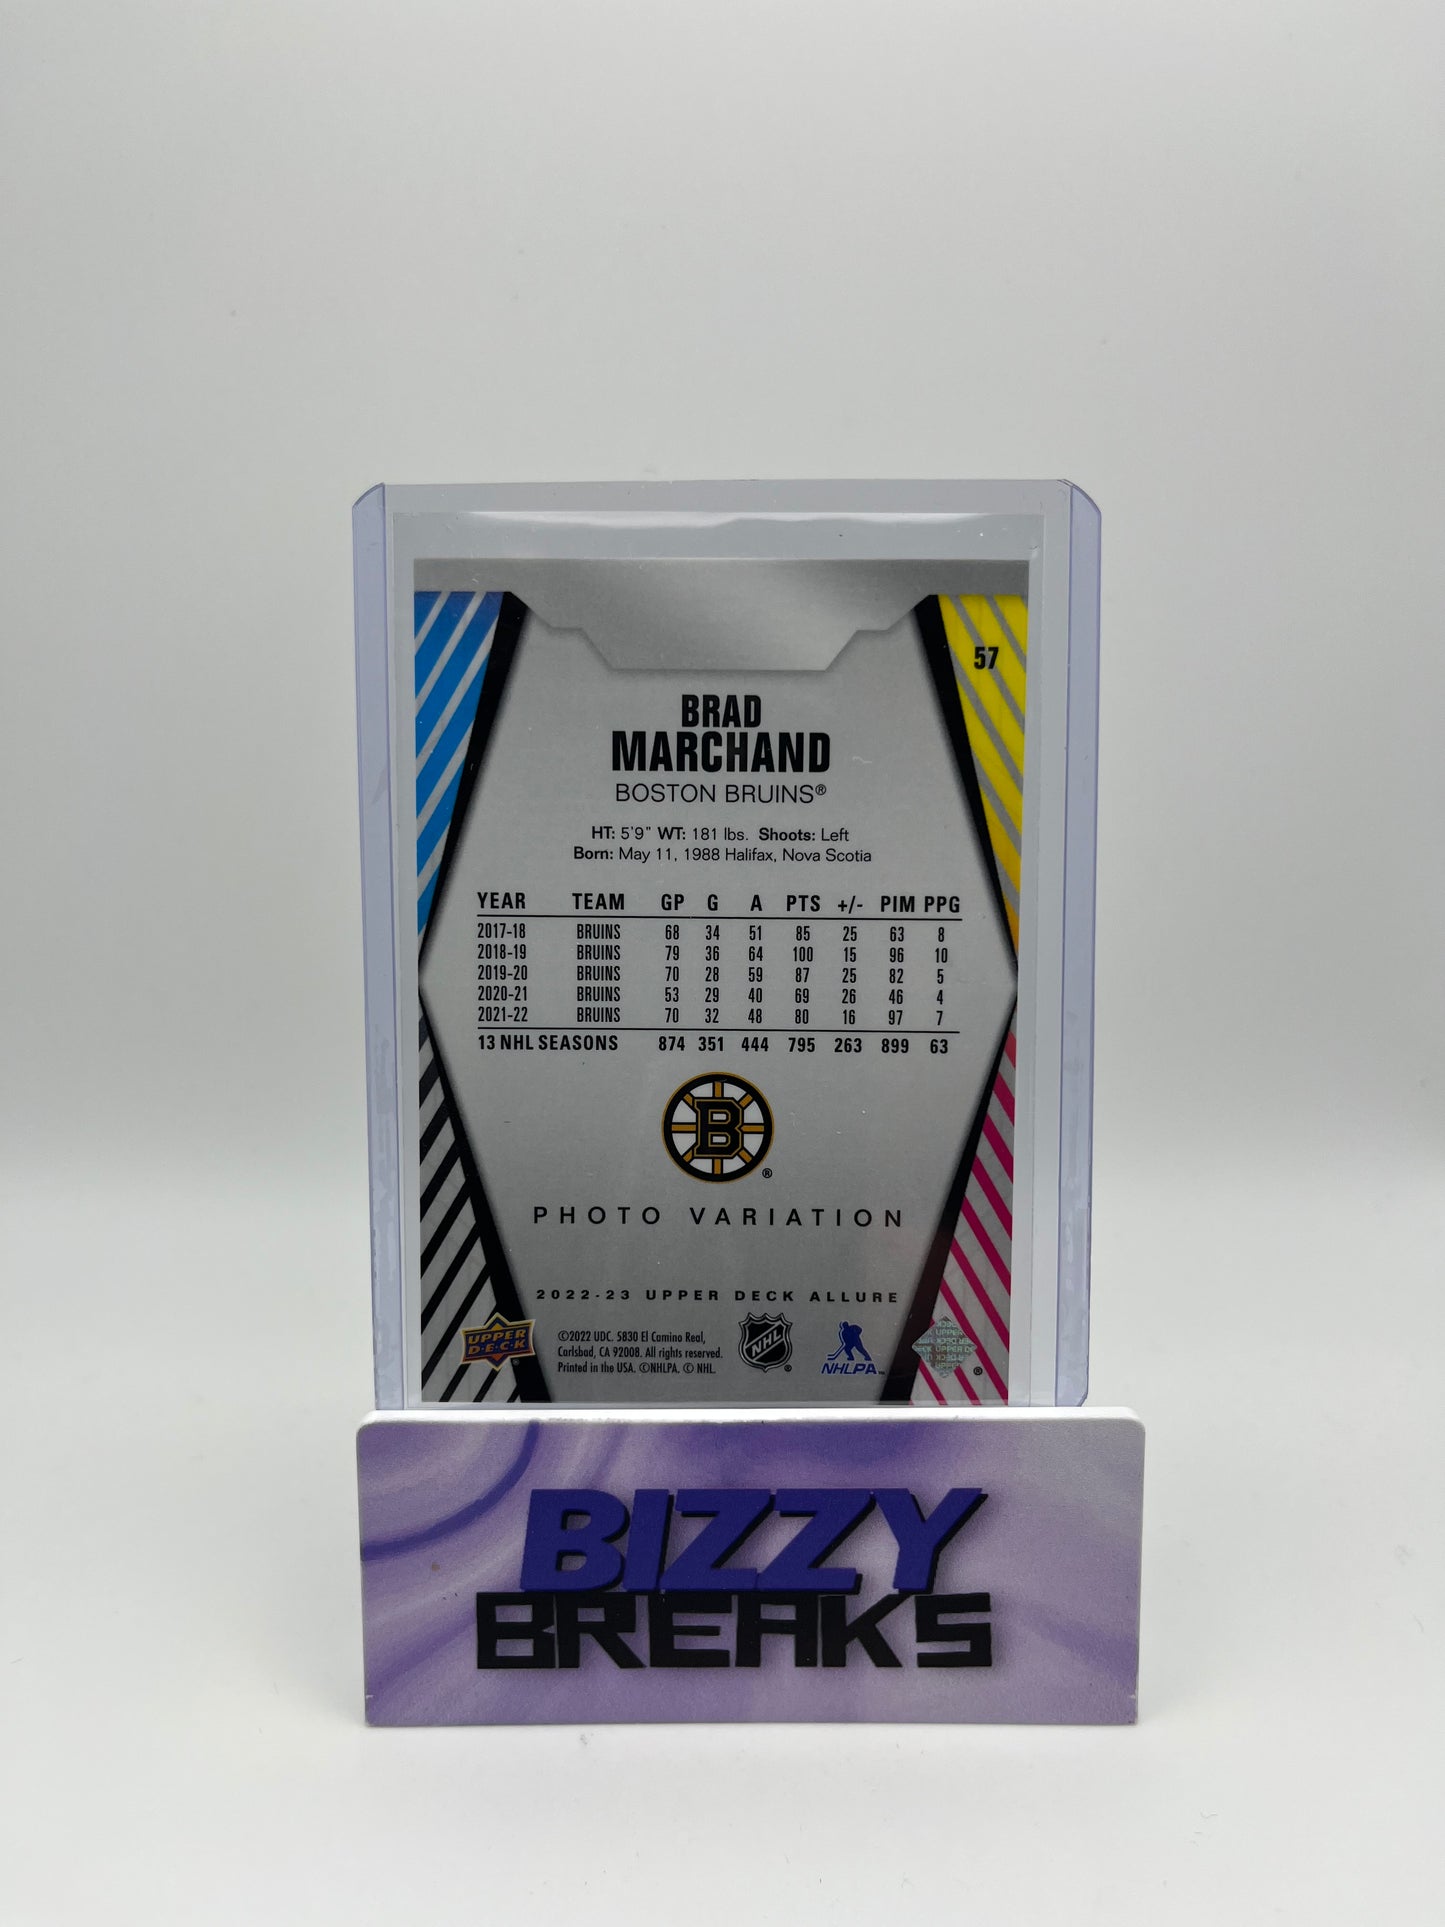 57
BRAD
MARCHAND
BOSTON BRUINS®
HT: 5'9" WT: 181 lbs. Shoots: Left
Born: May 11, 1988 Halifax, Nova Scotia
YEAR TEAM GP G A PTS +/- PIM PPG
2017-18 BRUINS 68 34 51 85 25 63 8
2018-19 BRUINS 79 36 64 100 15 96 10
2019-20 BRUINS 70 28 59 87 25 82 5
2020-21 BRUINS 53 29 40 69 26 46 4
2021-22 BRUINS 70 32 48 80 16 97 7
13 NHL SEASONS 874 351 444 795 263 899 63
B
®
PHOTO VARIATION
2022-23 UPPER DECK ALLURE
UPPER
D·E·C·K
®
©2022 UDC. 5830 El Camino Real,
Carlsbad, CA 92008. All rights reserved.
Printed in the USA. ©NHLPA. © NHL.
NHL
®
NHLPA
®
BIZZY
BREAKS